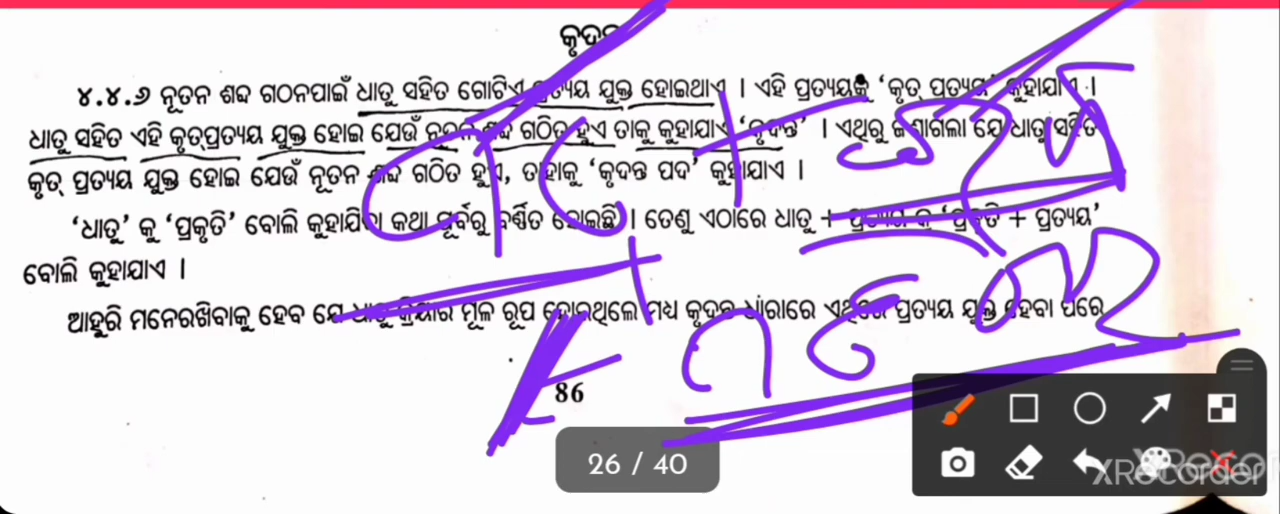 ୪.୪.୬ ନୂତନ ଶବ୍ଦ ଗଠନପାଇଁ ଧାତୁ ସହିତ ଗୋଟିଏ ପ୍ରତ୍ୟୟ ଯୁକ୍ତ ହୋଇଥାଏ । ଏହି ପ୍ରତ୍ୟୟକୁ ‘କୃତ୍ ପ୍ରତ୍ୟୟ’ କୁହାଯାଏ ।
ଧାତୁ ସହିତ ଏହି କୃତ୍‌ପ୍ରତ୍ୟୟ ଯୁକ୍ତ ହୋଇ ଯେଉଁ ନୂତନ ଶବ୍ଦ ଗଠିତ ହୁଏ ତାକୁ କୁହାଯାଏ ‘କୃଦନ୍ତ’ । ଏଥିରୁ ଜଣାଗଲା ଯେ ଧାତୁ ସହିତ
କୃତ୍ ପ୍ରତ୍ୟୟ ଯୁକ୍ତ ହୋଇ ଯେଉଁ ନୂତନ ଶବ୍ଦ ଗଠିତ ହୁଏ, ତାହାକୁ ‘କୃଦନ୍ତ ପଦ’ କୁହାଯାଏ ।
‘ଧାତୁ’ କୁ ‘ପ୍ରକୃତି’ ବୋଲି କୁହାଯିବା କଥା ପୂର୍ବରୁ ବର୍ଣ୍ଣିତ ହୋଇଛି । ତେଣୁ ଏଠାରେ ଧାତୁ + ପ୍ରତ୍ୟୟ କୁ ‘ପ୍ରକୃତି + ପ୍ରତ୍ୟୟ’
ବୋଲି କୁହାଯାଏ ।
ଆହୁରି ମନେରଖିବାକୁ ହେବ ଯେ ଧାତୁ କ୍ରିୟାର ମୂଳ ରୂପ ହୋଇଥିଲେ ମଧ୍ୟ କୃଦନ୍ତ ଧାରାରେ ଏଥିରେ ପ୍ରତ୍ୟୟ ଯୁକ୍ତ ହେବା ପରେ
86
26 / 40
XRecorder